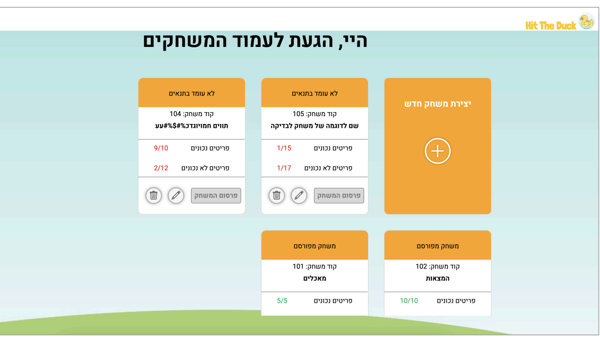 Hit The Duck
היי, הגעת לעמוד המשחקים
יצירת משחק חדש
לא עומד בתנאים
קוד משחק: 105
שם לדוגמה של משחק לבדיקה
פריטים נכונים 1/15
פריטים לא נכונים 1/17
פרסום המשחק
לא עומד בתנאים
קוד משחק: 104
תווים חמויוגדכ%$#%#עע
פריטים נכונים 9/10
פריטים לא נכונים 2/12
פרסום המשחק
משחק מפורסם
קוד משחק: 102
המצאות
פריטים נכונים 10/10
משחק מפורסם
קוד משחק: 101
מאכלים
פריטים נכונים 5/5